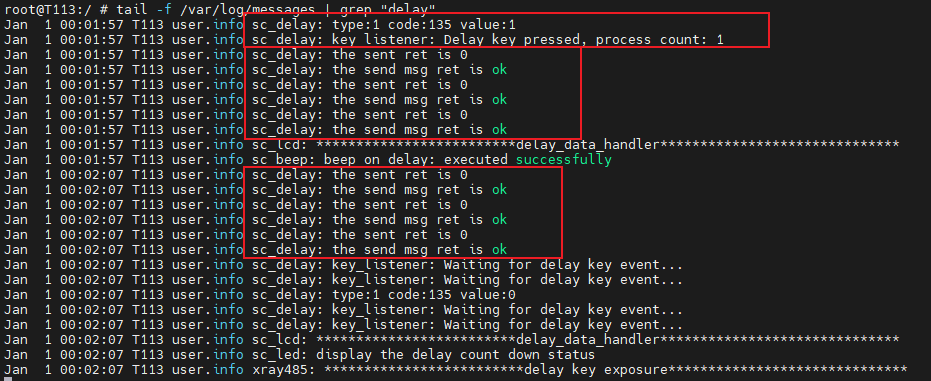 root@T113:/ # tail -f /var/log/messages | grep "delay"
Jan  1 00:01:57 T113 user.info sc_delay: type:1 code:135 value:1
Jan  1 00:01:57 T113 user.info sc_delay: key_listener: Delay key pressed, process count: 1
Jan  1 00:01:57 T113 user.info sc_delay: the sent ret is 0
Jan  1 00:01:57 T113 user.info sc_delay: the send msg ret is ok
Jan  1 00:01:57 T113 user.info sc_delay: the sent ret is 0
Jan  1 00:01:57 T113 user.info sc_delay: the send msg ret is ok
Jan  1 00:01:57 T113 user.info sc_delay: the sent ret is 0
Jan  1 00:01:57 T113 user.info sc_delay: the send msg ret is ok
Jan  1 00:01:57 T113 user.info sc_lcd: *************************delay_data_handler******************************
Jan  1 00:01:57 T113 user.info sc_beep: beep on delay: executed successfully
Jan  1 00:02:07 T113 user.info sc_delay: the sent ret is 0
Jan  1 00:02:07 T113 user.info sc_delay: the send msg ret is ok
Jan  1 00:02:07 T113 user.info sc_delay: the sent ret is 0
Jan  1 00:02:07 T113 user.info sc_delay: the send msg ret is ok
Jan  1 00:02:07 T113 user.info sc_delay: the sent ret is 0
Jan  1 00:02:07 T113 user.info sc_delay: the send msg ret is ok
Jan  1 00:02:07 T113 user.info sc_delay: key_listener: Waiting for delay key event...
Jan  1 00:02:07 T113 user.info sc_delay: key_listener: Waiting for delay key event...
Jan  1 00:02:07 T113 user.info sc_delay: type:1 code:135 value:0
Jan  1 00:02:07 T113 user.info sc_delay: key_listener: Waiting for delay key event...
Jan  1 00:02:07 T113 user.info sc_delay: key_listener: Waiting for delay key event...
Jan  1 00:02:07 T113 user.info sc_lcd: *************************delay_data_handler******************************
Jan  1 00:02:07 T113 user.info sc_led: display the delay count down status
Jan  1 00:02:07 T113 user.info xray485: *************************delay key exposure******************************